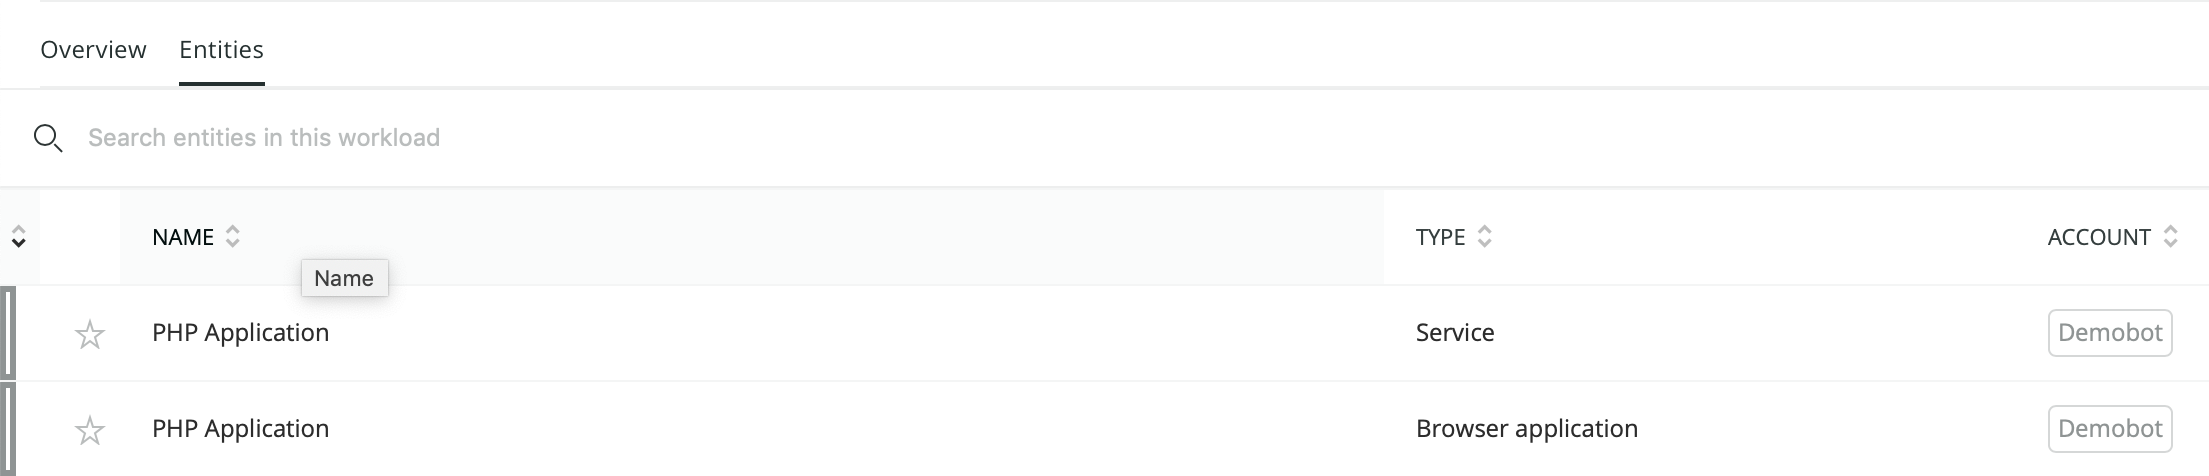 Overview Entities
Search entities in this workload
NAME TYPE ACCOUNT
Name
PHP Application Service Demobot
PHP Application Browser application Demobot